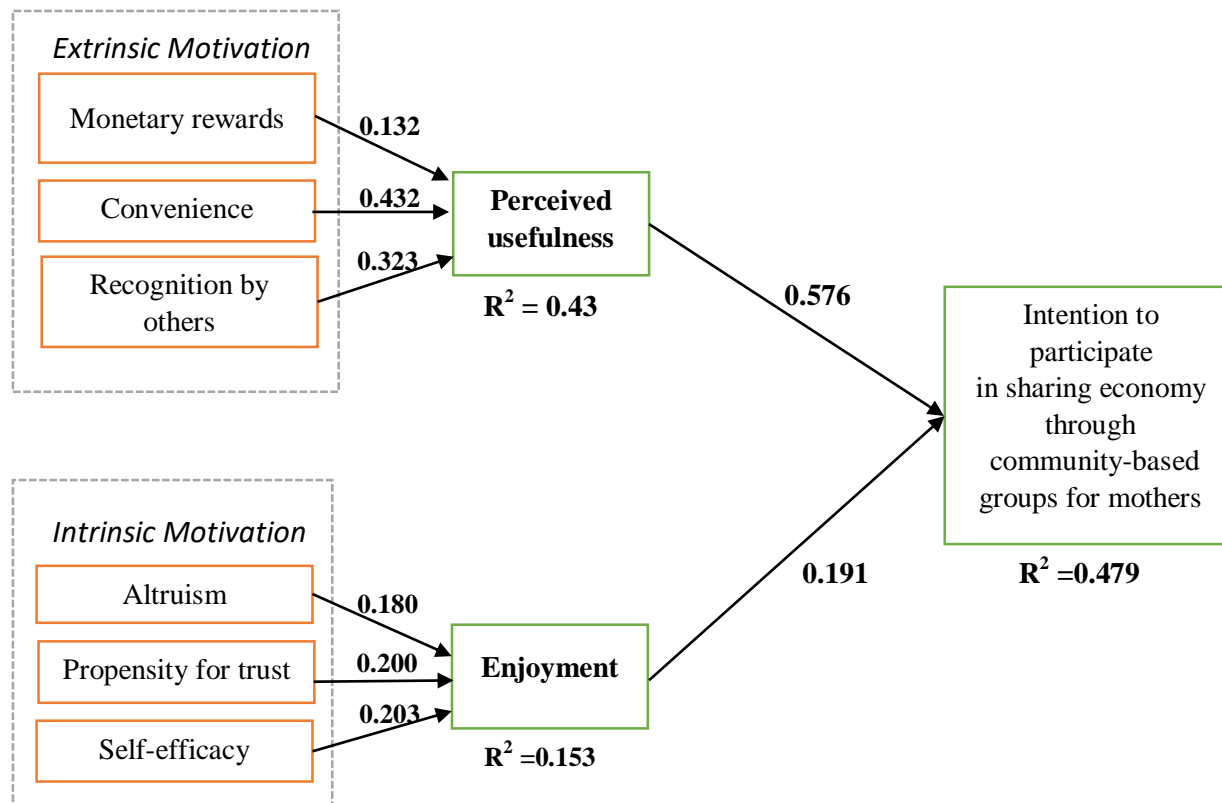 Extrinsic Motivation
Monetary rewards
0.132
Convenience
0.432
Recognition by
others
0.323
Perceived
usefulness
R² = 0.43
0.576
Intention to
participate
in sharing economy
through
community-based
groups for mothers
R² =0.479
Intrinsic Motivation
Altruism
0.180
Propensity for trust
0.200
Self-efficacy
0.203
Enjoyment
R² =0.153
0.191